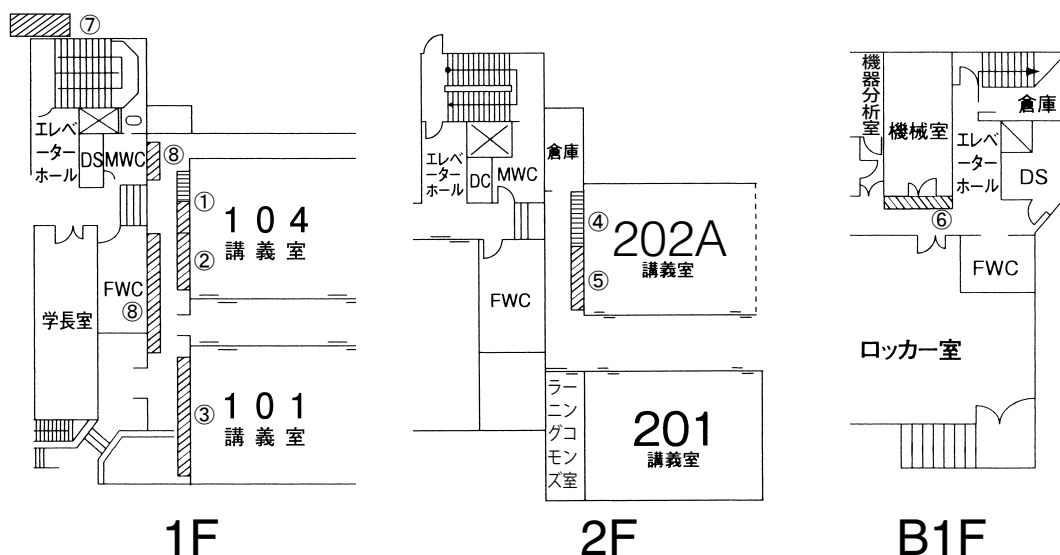 ⑦
エレベ
ーター
ホール
DS
MWC
⑧
①
104
講義室
②
FWC
⑧
学長室
③
101
講義室
1F
エレベ
ーター
ホール
DC
MWC
倉庫
④
202A
講義室
⑤
FWC
ラー
ニン
グコ
モン
ズ室
201
講義室
2F
機器分析室
機械室
倉庫
エレベ
ーター
ホール
DS
⑥
FWC
ロッカー室
B1F